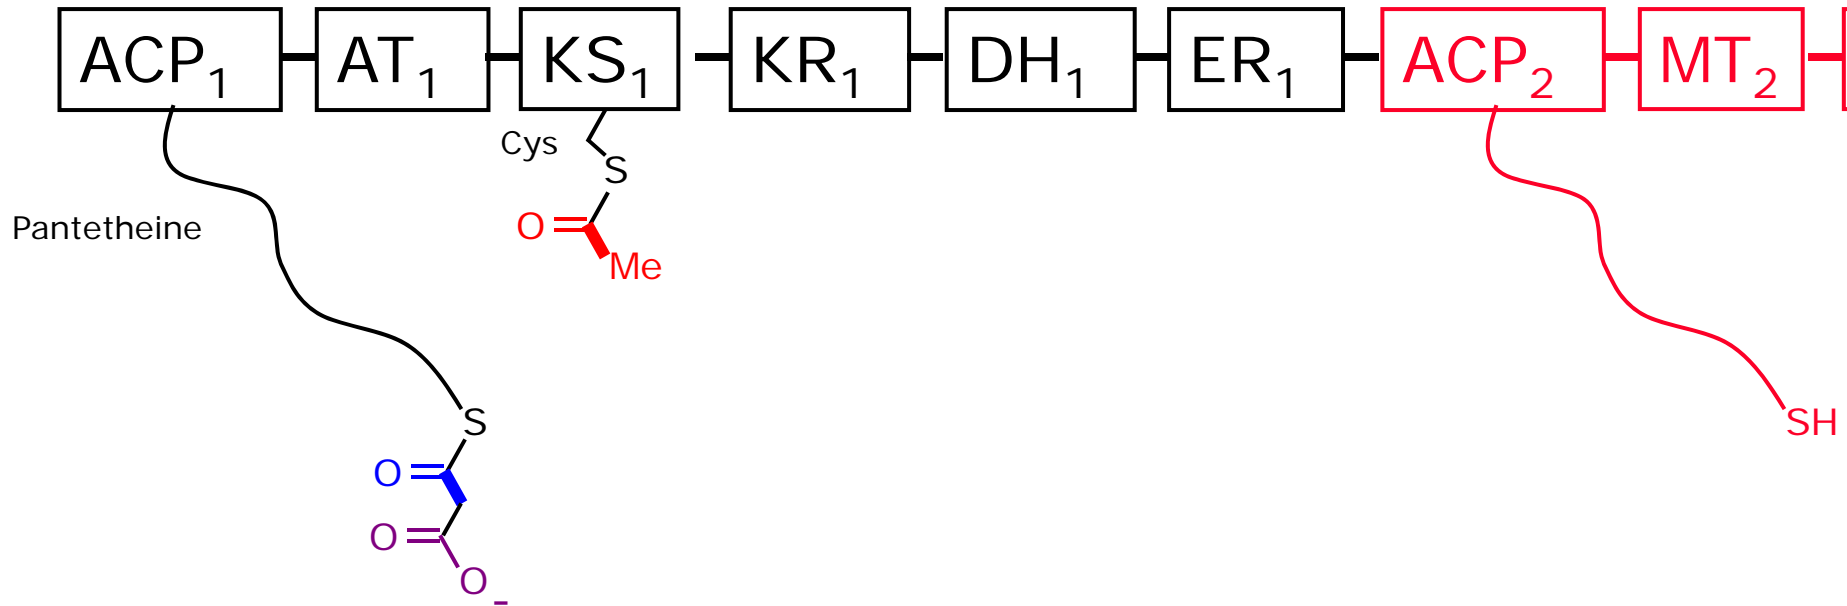 ACP1 AT1 KS1 KR1 DH1 ER1 ACP2 MT2
Cys
S
Pantetheine
O
Me
S
SH
O
O
O-